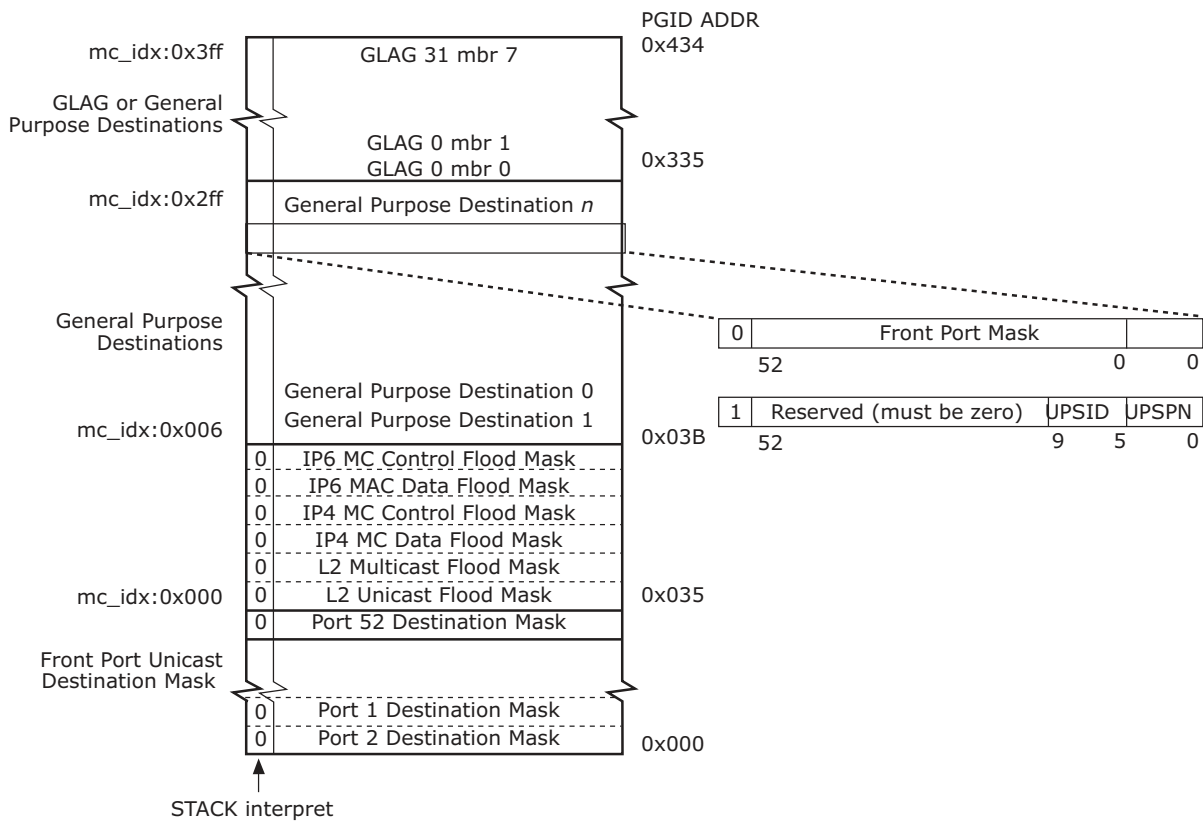 PGID ADDR
mc_idx:0x3ff
GLAG 31 mbr 7
0x434
GLAG or General
Purpose Destinations
GLAG 0 mbr 1
GLAG 0 mbr 0
0x335
mc_idx:0x2ff
General Purpose Destination n
General Purpose
Destinations
0
Front Port Mask
52
0
0
General Purpose Destination 0
General Purpose Destination 1
mc_idx:0x006
0x03B
1
Reserved (must be zero)
UPSID
UPSPN
52
9
5
0
0 IP6 MC Control Flood Mask
0 IP6 MAC Data Flood Mask
0 IP4 MC Control Flood Mask
0 IP4 MC Data Flood Mask
0 L2 Multicast Flood Mask
mc_idx:0x000
0 L2 Unicast Flood Mask
0x035
0 Port 52 Destination Mask
Front Port Unicast
Destination Mask
0 Port 1 Destination Mask
0 Port 2 Destination Mask
0x000
STACK interpret